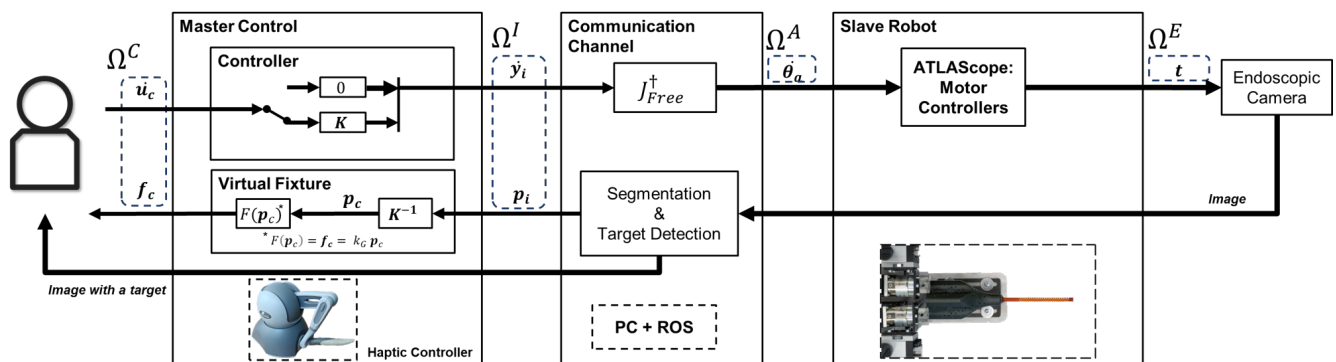 Master Control
Communication
Channel
Slave Robot
Ω^C
Controller
Ω^I
Ω^A
Ω^E
u̇_c
0
K
ẏ_i
J†_Free
θ̇_a
ATLAScope:
Motor
Controllers
t
Endoscopic
Camera
Virtual Fixture
f_c
F(p_c)*
p_c
K⁻¹
p_i
Segmentation
&
Target Detection
Image
* F(p_c) = f_c = k_G p_c
Image with a target
Haptic Controller
PC + ROS